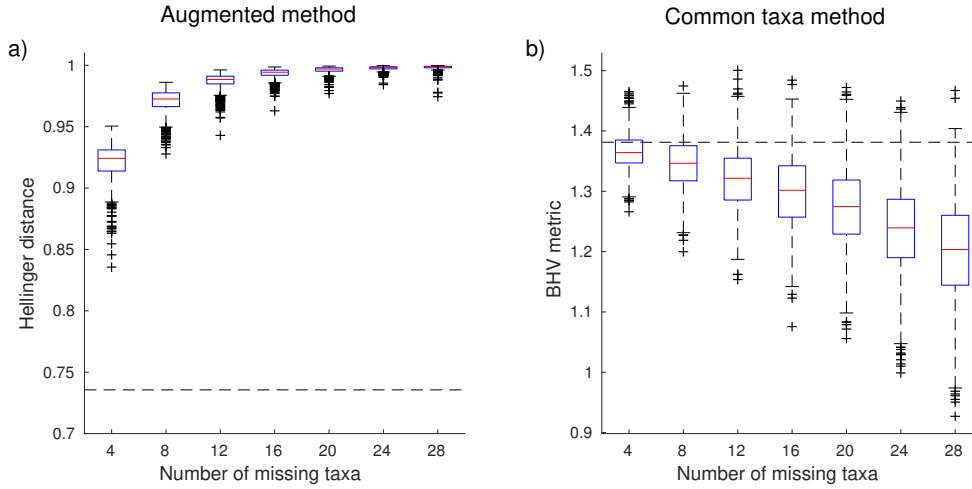 Augmented method
Common taxa method
a)
b)
Hellinger distance
1
0.95
0.9
0.85
0.8
0.75
0.7
4 8 12 16 20 24 28
Number of missing taxa
BHV metric
1.5
1.4
1.3
1.2
1.1
1
0.9
4 8 12 16 20 24 28
Number of missing taxa